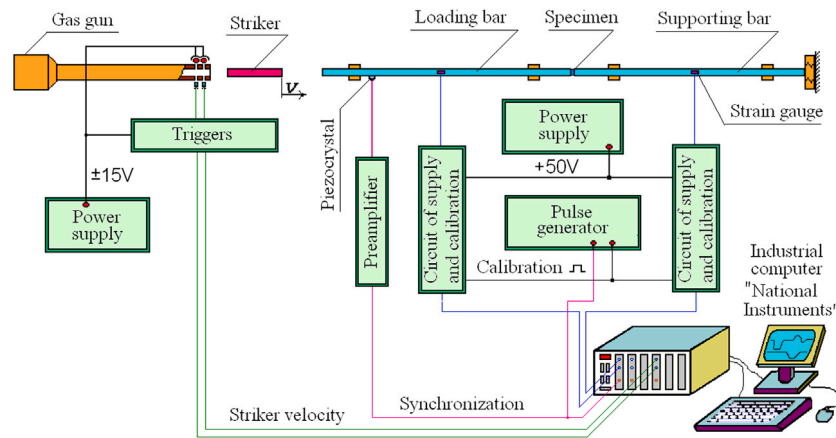 Gas gun
Striker
Loading bar
Specimen
Supporting bar
V
Strain gauge
Triggers
Piezocrystal
Power
supply
±15V
+50V
Power
supply
Preamplifier
Circuit of supply
and calibration
Pulse
generator
Circuit of supply
and calibration
Calibration
Industrial
computer
"National
Instruments"
Striker velocity
Synchronization